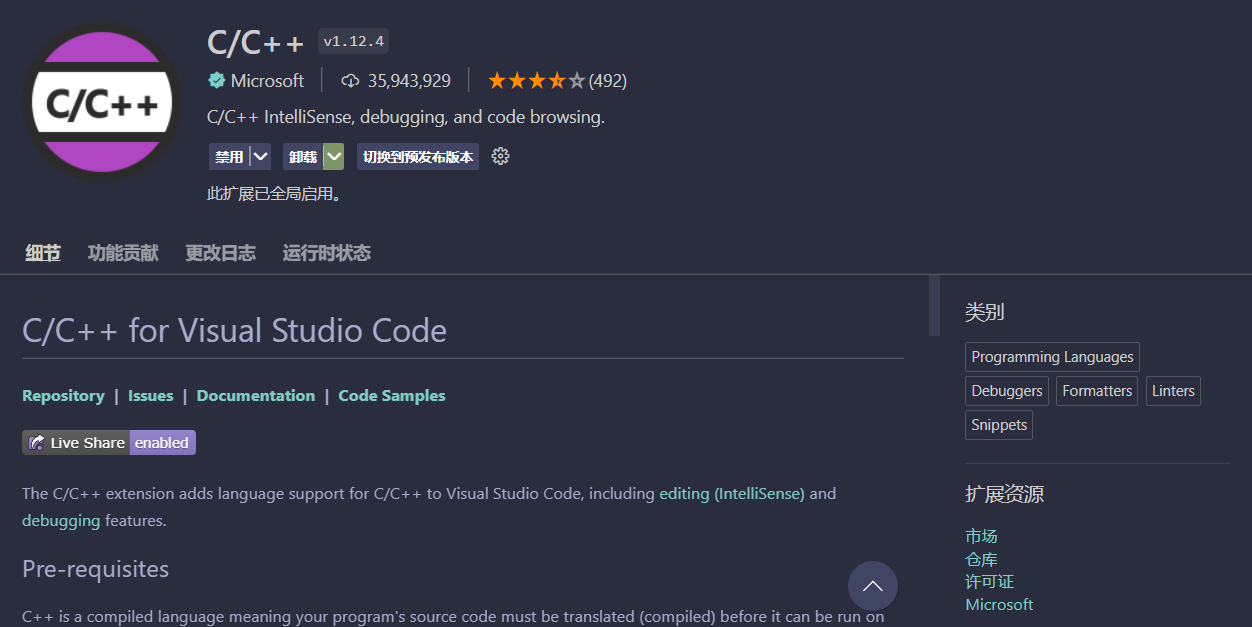 C/C++
C/C++ v1.12.4
Microsoft 35,943,929 (492)
C/C++ IntelliSense, debugging, and code browsing.
禁用 卸载 切换到预发布版本
此扩展已全局启用。
细节 功能贡献 更改日志 运行时状态
C/C++ for Visual Studio Code
Repository | Issues | Documentation | Code Samples
Live Share enabled
The C/C++ extension adds language support for C/C++ to Visual Studio Code, including editing (IntelliSense) and
debugging features.
Pre-requisites
C++ is a compiled language meaning your program's source code must be translated (compiled) before it can be run on
类别
Programming Languages
Debuggers Formatters Linters
Snippets
扩展资源
市场
仓库
许可证
Microsoft